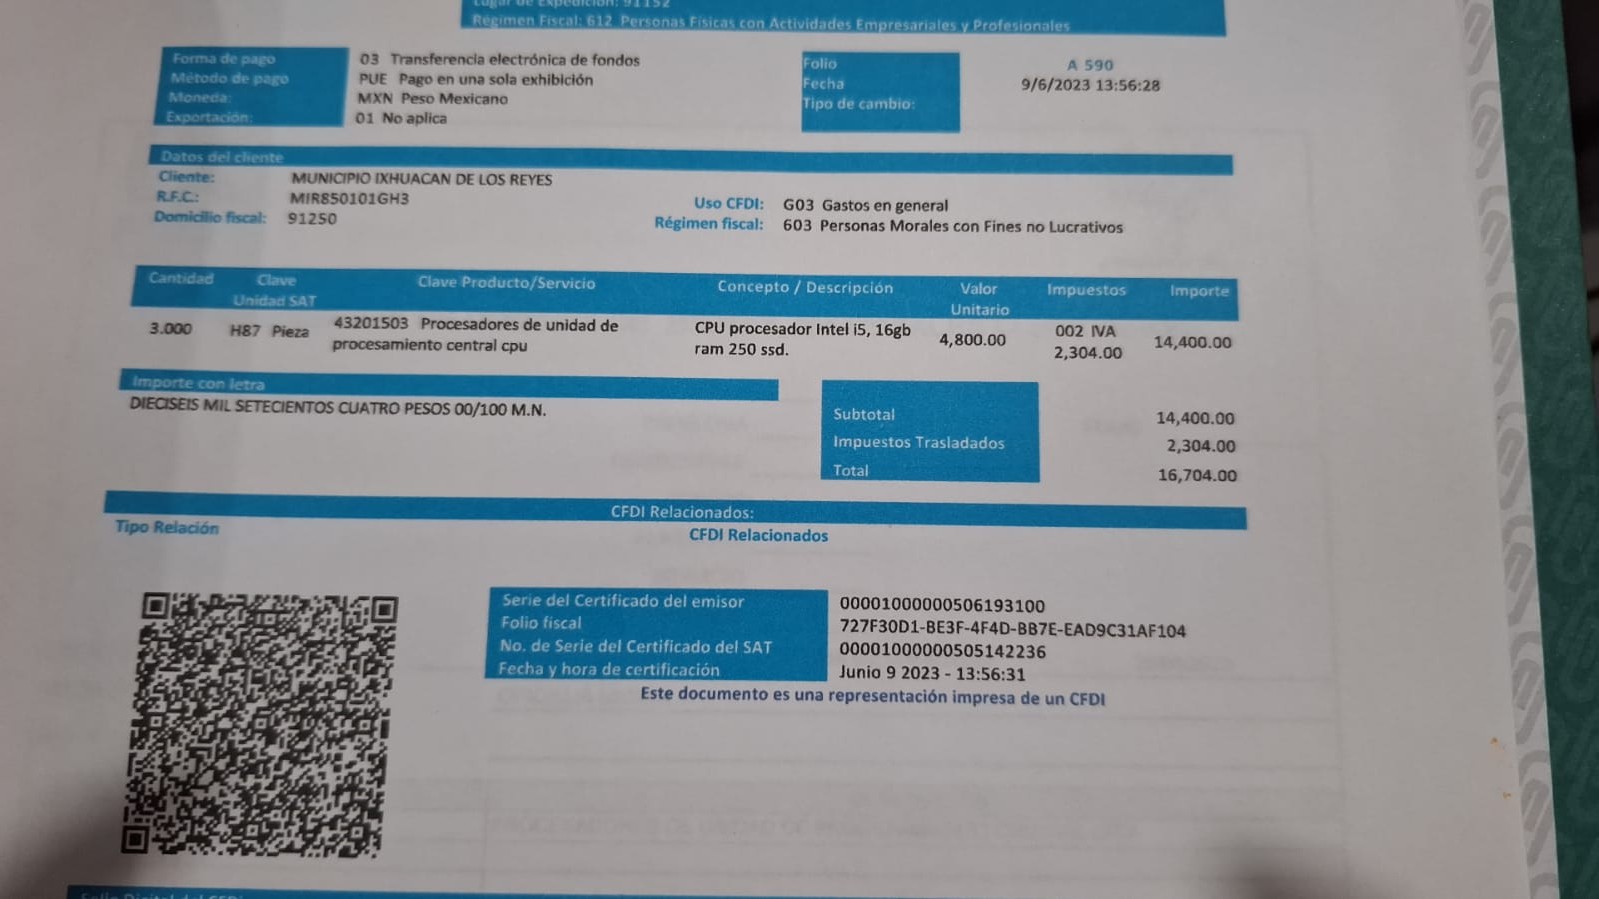 Lugar de Expedición: 91152
Régimen Fiscal: 612 Personas Físicas con Actividades Empresariales y Profesionales
Forma de pago 03 Transferencia electrónica de fondos
Método de pago PUE Pago en una sola exhibición
Moneda: MXN Peso Mexicano
Exportación: 01 No aplica
Folio A 590
Fecha 9/6/2023 13:56:28
Tipo de cambio:
Datos del cliente
Cliente: MUNICIPIO IXHUACAN DE LOS REYES
R.F.C.: MIR850101GH3
Domicilio fiscal: 91250
Uso CFDI: G03 Gastos en general
Régimen fiscal: 603 Personas Morales con Fines no Lucrativos
Cantidad Clave Clave Producto/Servicio Concepto / Descripción Valor Impuestos Importe
Unidad SAT Unitario
3.000 H87 Pieza 43201503 Procesadores de unidad de CPU procesador Intel i5, 16gb 4,800.00 002 IVA 14,400.00
procesamiento central cpu ram 250 ssd. 2,304.00
Importe con letra
DIECISEIS MIL SETECIENTOS CUATRO PESOS 00/100 M.N.
Subtotal 14,400.00
Impuestos Trasladados 2,304.00
Total 16,704.00
CFDI Relacionados:
Tipo Relación CFDI Relacionados
Serie del Certificado del emisor 00001000000506193100
Folio fiscal 727F30D1-BE3F-4F4D-BB7E-EAD9C31AF104
No. de Serie del Certificado del SAT 00001000000505142236
Fecha y hora de certificación Junio 9 2023 - 13:56:31
Este documento es una representación impresa de un CFDI